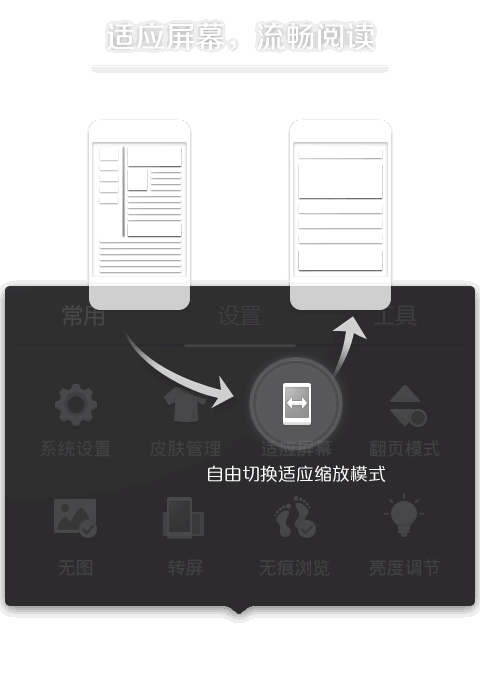 适应屏幕，流畅阅读
常用 设置 工具
系统设置 皮肤管理 适应屏幕 翻页模式
自由切换适应缩放模式
无图 转屏 无痕浏览 亮度调节